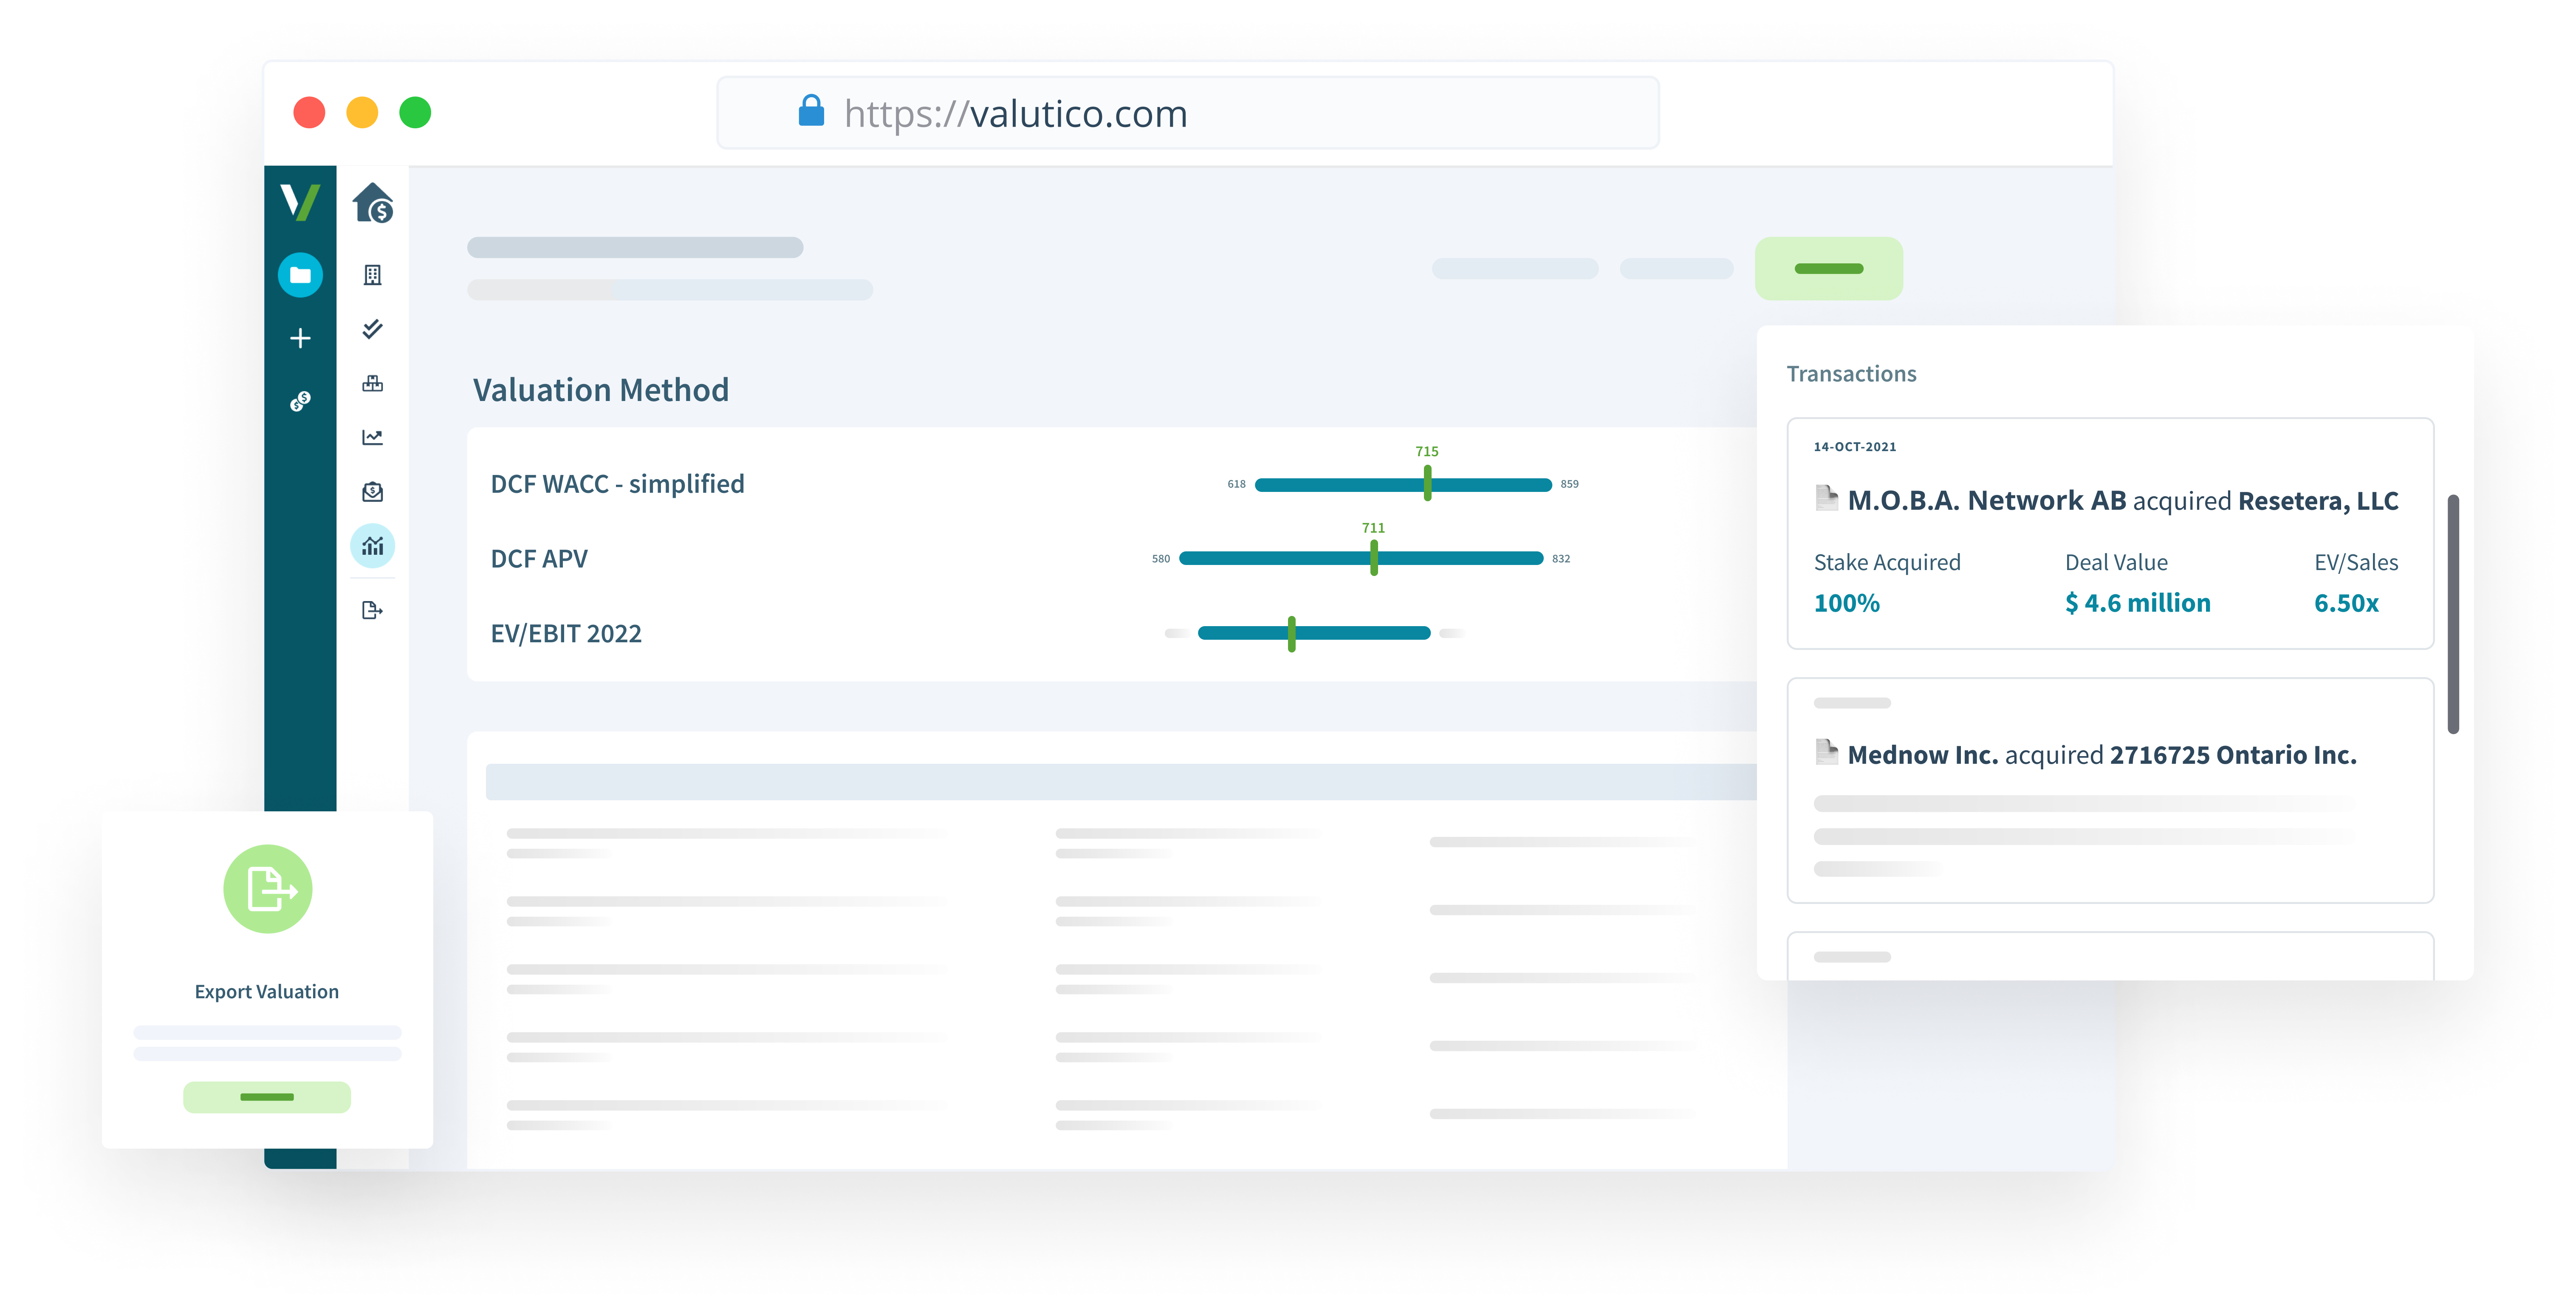 https://valutico.com
Valuation Method
DCF WACC - simplified
618
715
859
DCF APV
580
711
832
EV/EBIT 2022
Transactions
14-OCT-2021
M.O.B.A. Network AB acquired Resetera, LLC
Stake Acquired Deal Value EV/Sales
100% $ 4.6 million 6.50x
Mednow Inc. acquired 2716725 Ontario Inc.
Export Valuation